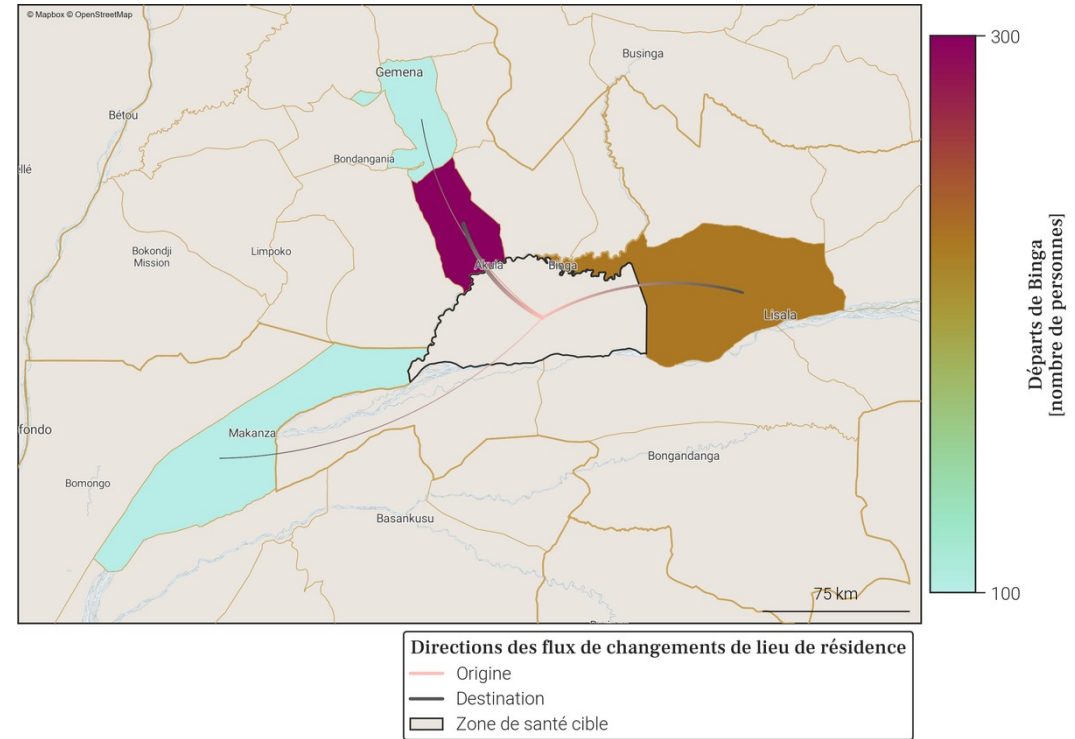 © Mapbox © OpenStreetMap
Businga
Gemena
Bétou
Bondangania
llé
Bokondji
Mission
Limpoko
Akula
Binga
Lisala
fondo
Makanza
Bongandanga
Bomongo
Basankusu
75 km
300
100
Départs de Binga
[nombre de personnes]
Directions des flux de changements de lieu de résidence
Origine
Destination
Zone de santé cible